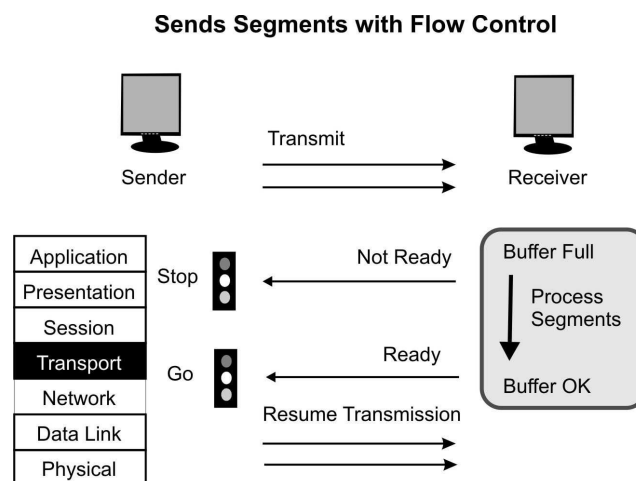 Sends Segments with Flow Control
Transmit
Sender
Receiver
Application
Presentation
Session
Transport
Network
Data Link
Physical
Stop
Not Ready
Buffer Full
Process
Segments
Go
Ready
Buffer OK
Resume Transmission